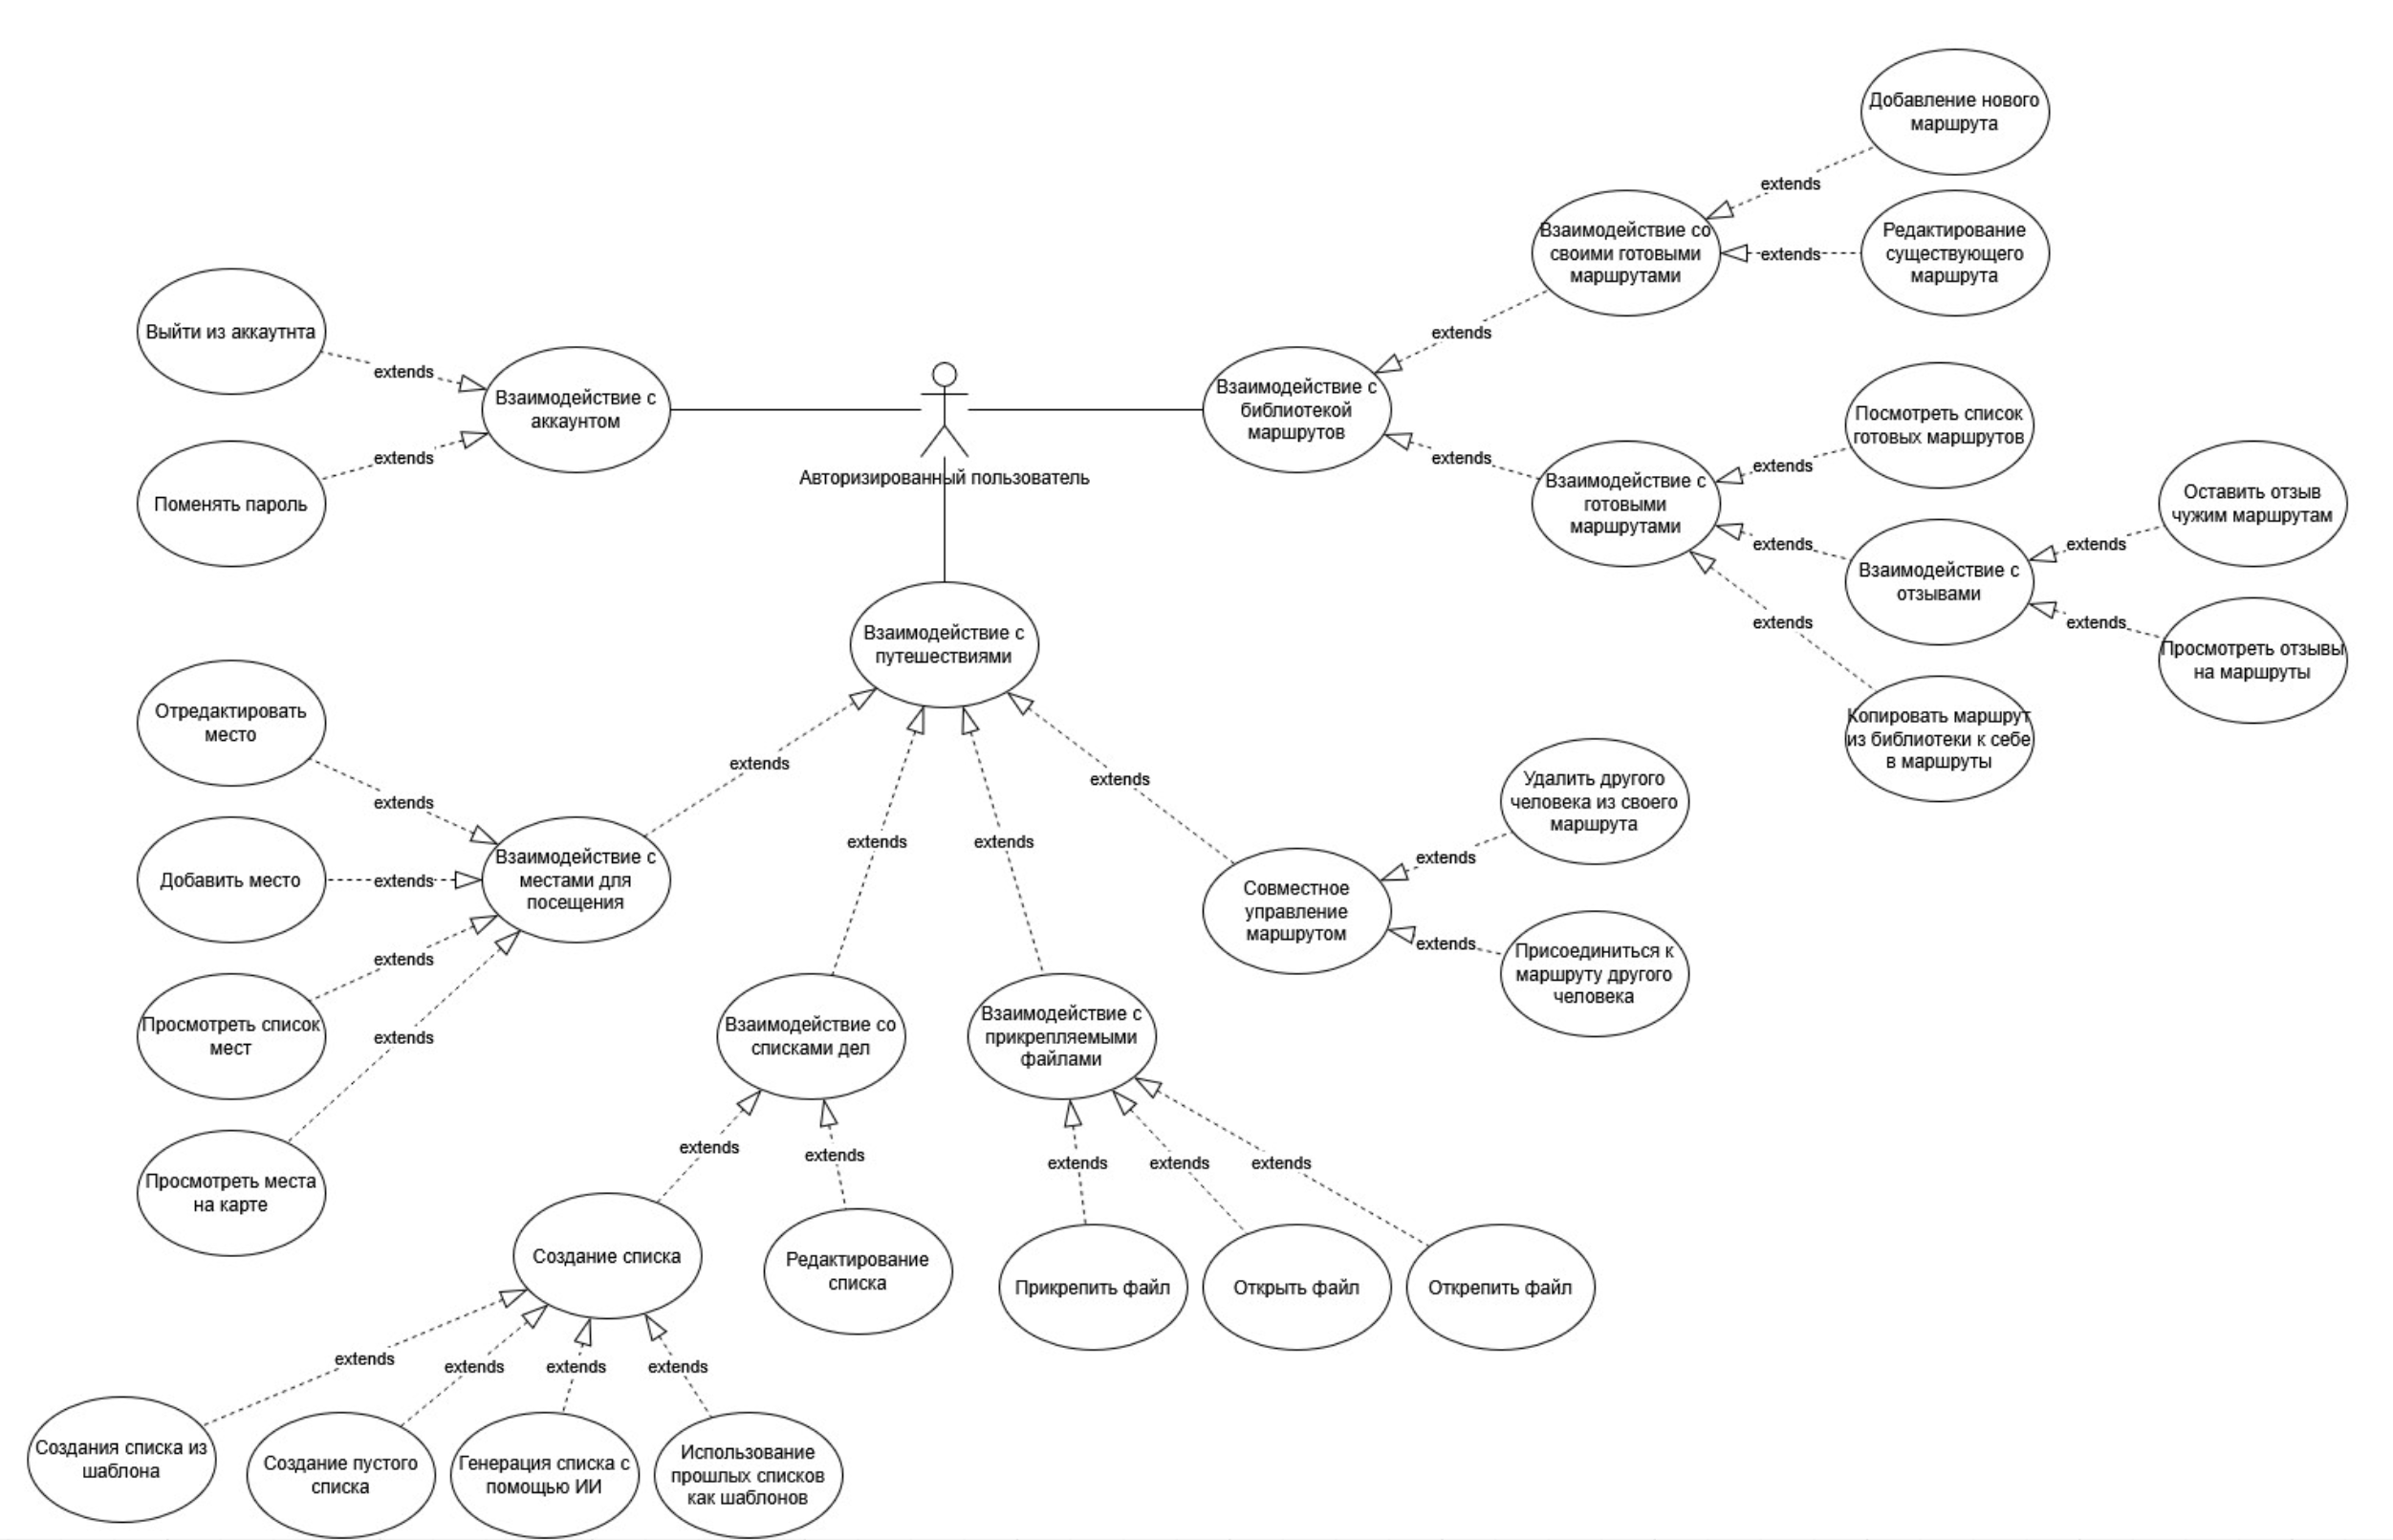 Добавление нового
маршрута
extends
Взаимодействие со
своими готовыми
маршрутами
extends
Редактирование
существующего
маршрута
Выйти из аккаутнта
extends
Взаимодействие с
аккаунтом
extends
Поменять пароль
Авторизированный пользователь
extends
Взаимодействие с
библиотекой
маршрутов
extends
Взаимодействие с
готовыми
маршрутами
extends
Посмотреть список
готовых маршрутов
extends
Взаимодействие с
отзывами
extends
Оставить отзыв
чужим маршрутам
extends
Просмотреть отзывы
на маршруты
extends
Копировать маршрут
из библиотеки к себе
в маршруты
Взаимодействие с
путешествиями
extends
extends
extends
extends
Отредактировать
место
extends
Добавить место
extends
Взаимодействие с
местами для
посещения
Просмотреть список
мест
extends
Просмотреть места
на карте
extends
Совместное
управление
маршрутом
extends
Удалить другого
человека из своего
маршрута
extends
Присоединиться к
маршруту другого
человека
Взаимодействие со
списками дел
Взаимодействие с
прикрепляемыми
файлами
extends
extends
extends
extends
extends
Создание списка
Редактирование
списка
Прикрепить файл
Открыть файл
Открепить файл
extends
extends
extends
extends
Создания списка из
шаблона
Создание пустого
списка
Генерация списка с
помощью ИИ
Использование
прошлых списков
как шаблонов